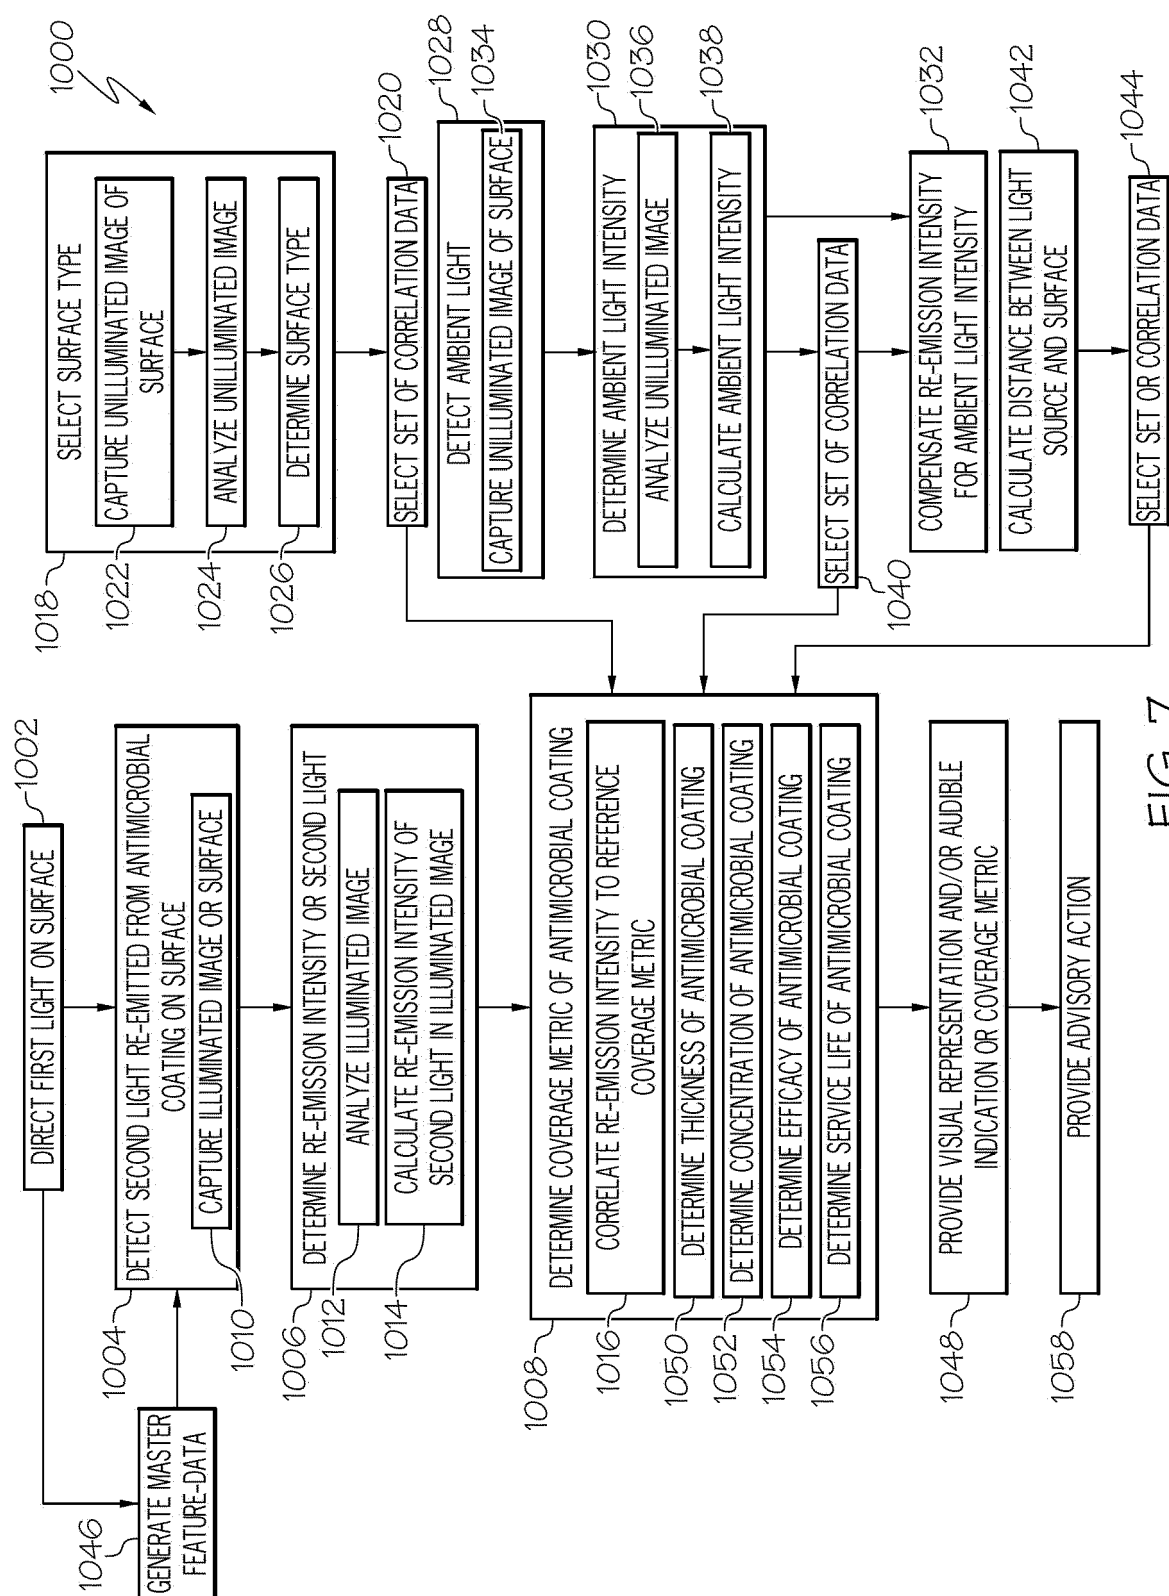 1000
DIRECT FIRST LIGHT ON SURFACE
1002
1046
GENERATE MASTER
FEATURE-DATA
1004
DETECT SECOND LIGHT RE-EMITTED FROM ANTIMICROBIAL
COATING ON SURFACE
1010
CAPTURE ILLUMINATED IMAGE OR SURFACE
1006
DETERMINE RE-EMISSION INTENSITY OR SECOND LIGHT
1012
ANALYZE ILLUMINATED IMAGE
1014
CALCULATE RE-EMISSION INTENSITY OF
SECOND LIGHT IN ILLUMINATED IMAGE
1008
DETERMINE COVERAGE METRIC OF ANTIMICROBIAL COATING
1016
CORRELATE RE-EMISSION INTENSITY TO REFERENCE
COVERAGE METRIC
1050
DETERMINE THICKNESS OF ANTIMICROBIAL COATING
1052
DETERMINE CONCENTRATION OF ANTIMICROBIAL COATING
1054
DETERMINE EFFICACY OF ANTIMICROBIAL COATING
1056
DETERMINE SERVICE LIFE OF ANTIMICROBIAL COATING
1048
PROVIDE VISUAL REPRESENTATION AND/OR AUDIBLE
INDICATION OR COVERAGE METRIC
1058
PROVIDE ADVISORY ACTION
1018
SELECT SURFACE TYPE
1022
CAPTURE UNILLUMINATED IMAGE OF
SURFACE
1024
ANALYZE UNILLUMINATED IMAGE
1026
DETERMINE SURFACE TYPE
SELECT SET OF CORRELATION DATA
1020
DETECT AMBIENT LIGHT
1028
CAPTURE UNILLUMINATED IMAGE OF SURFACE
1034
DETERMINE AMBIENT LIGHT INTENSITY
1030
ANALYZE UNILLUMINATED IMAGE
1036
CALCULATE AMBIENT LIGHT INTENSITY
1038
SELECT SET OF CORRELATION DATA
1040
COMPENSATE RE-EMISSION INTENSITY
FOR AMBIENT LIGHT INTENSITY
1032
CALCULATE DISTANCE BETWEEN LIGHT
SOURCE AND SURFACE
1042
SELECT SET OR CORRELATION DATA
1044
FIG. 7